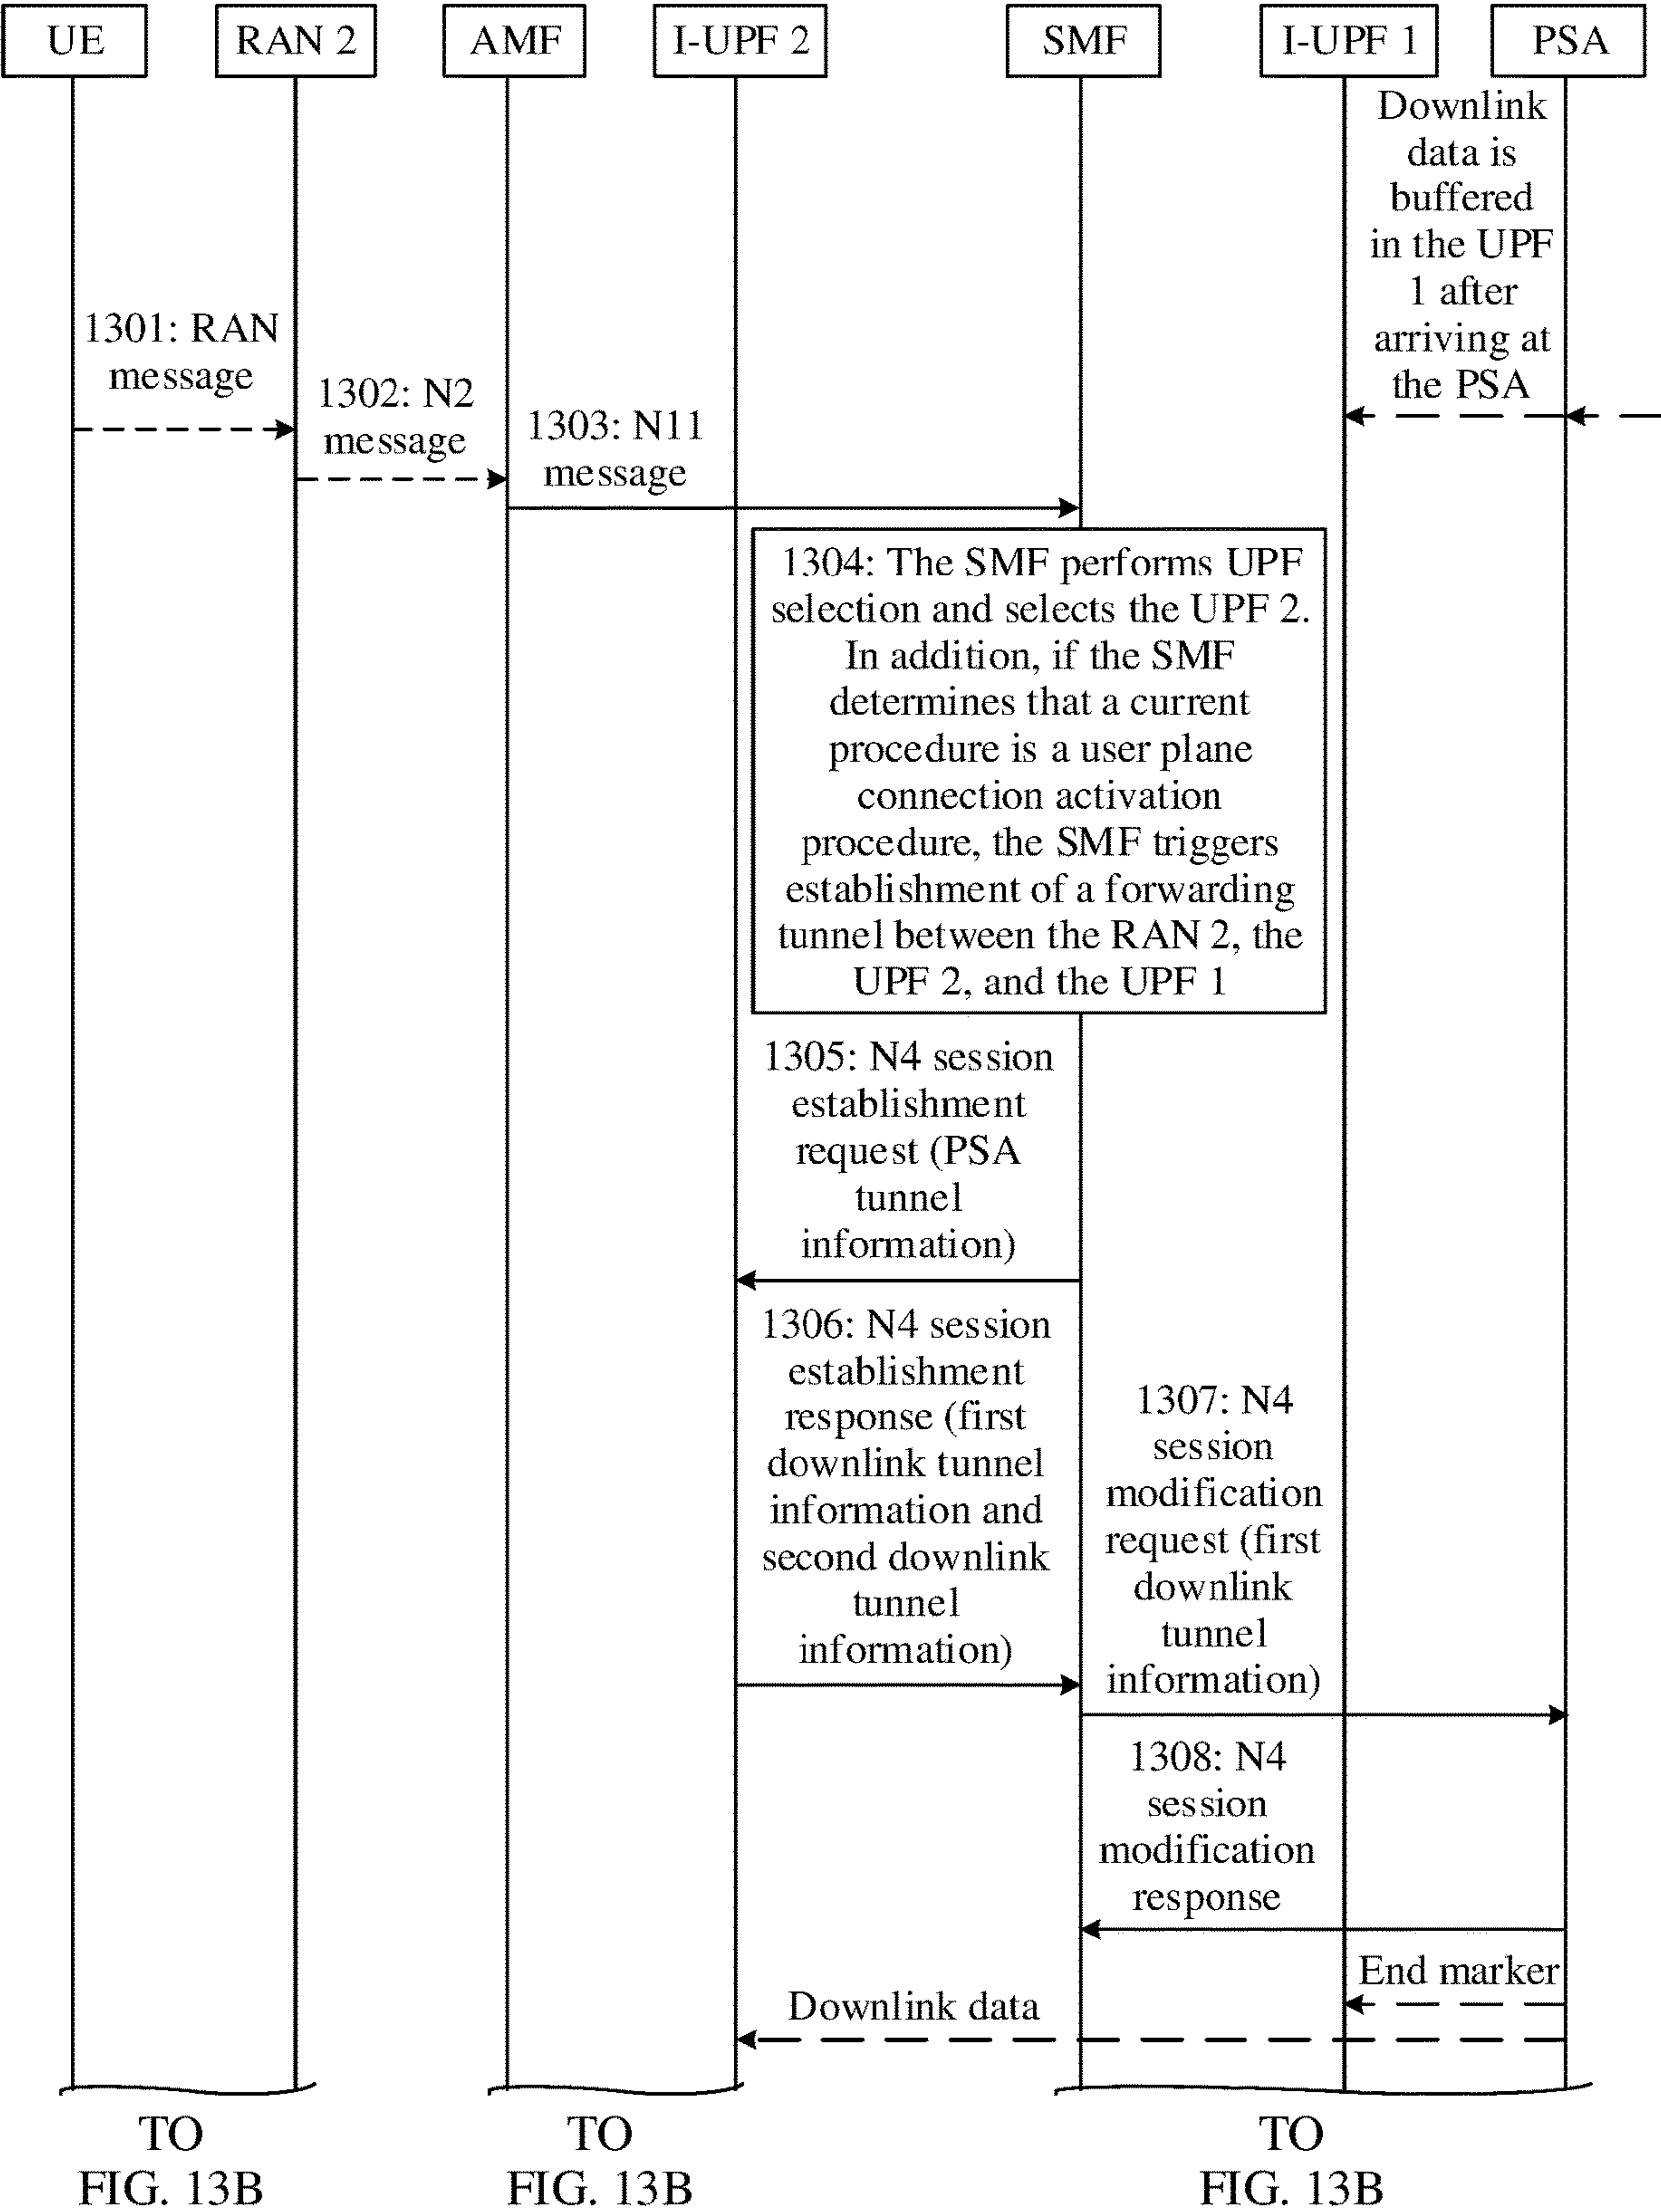 UE
RAN 2
AMF
I-UPF 2
SMF
I-UPF 1
PSA
Downlink
data is
buffered
in the UPF
1 after
arriving at
the PSA
1301: RAN
message
1302: N2
message
1303: N11
message
1304: The SMF performs UPF
selection and selects the UPF 2.
In addition, if the SMF
determines that a current
procedure is a user plane
connection activation
procedure, the SMF triggers
establishment of a forwarding
tunnel between the RAN 2, the
UPF 2, and the UPF 1
1305: N4 session
establishment
request (PSA
tunnel
information)
1306: N4 session
establishment
response (first
downlink tunnel
information and
second downlink
tunnel
information)
1307: N4
session
modification
request (first
downlink
tunnel
information)
1308: N4
session
modification
response
End marker
Downlink data
TO
FIG. 13B
TO
FIG. 13B
TO
FIG. 13B